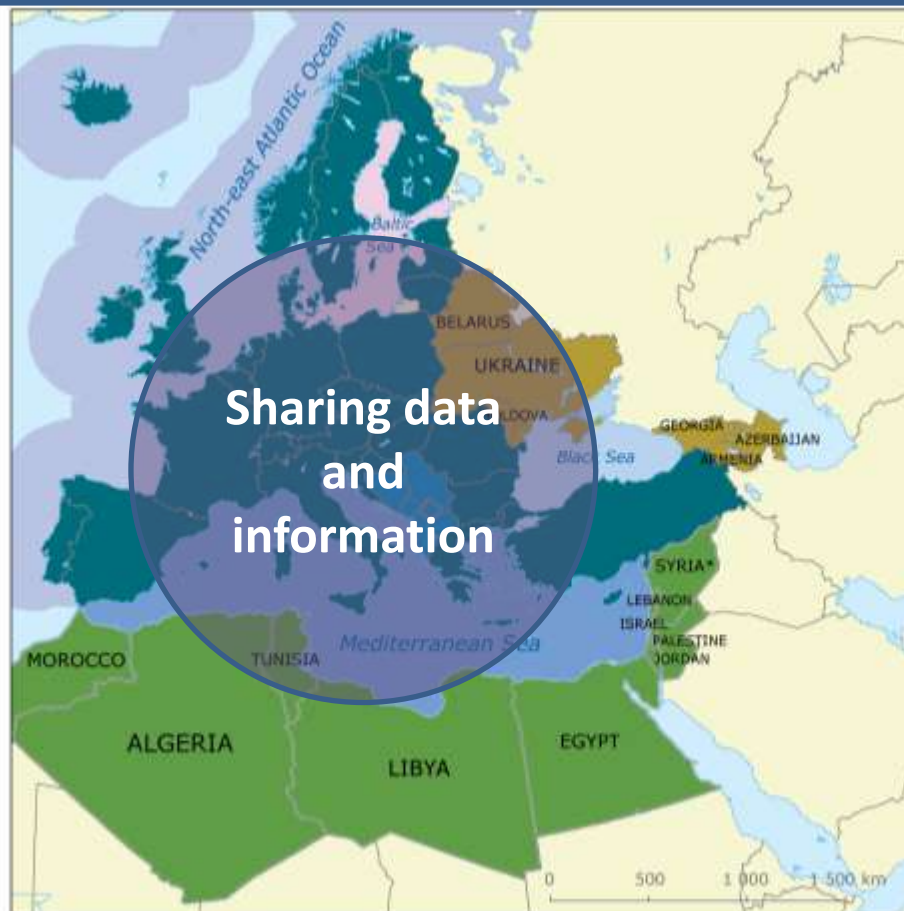 North-east Atlantic Ocean
Baltic
Sea
BELARUS
UKRAINE
LDOVA
GEORGIA
AZERBAIJAN
ARMENIA
Black Sea
Sharing data
and
information
SYRIA*
LEBANON
ISRAEL
PALESTINE
JORDAN
Mediterranean Sea
MOROCCO
TUNISIA
ALGERIA
LIBYA
EGYPT
0 500 1 000 1 500 km